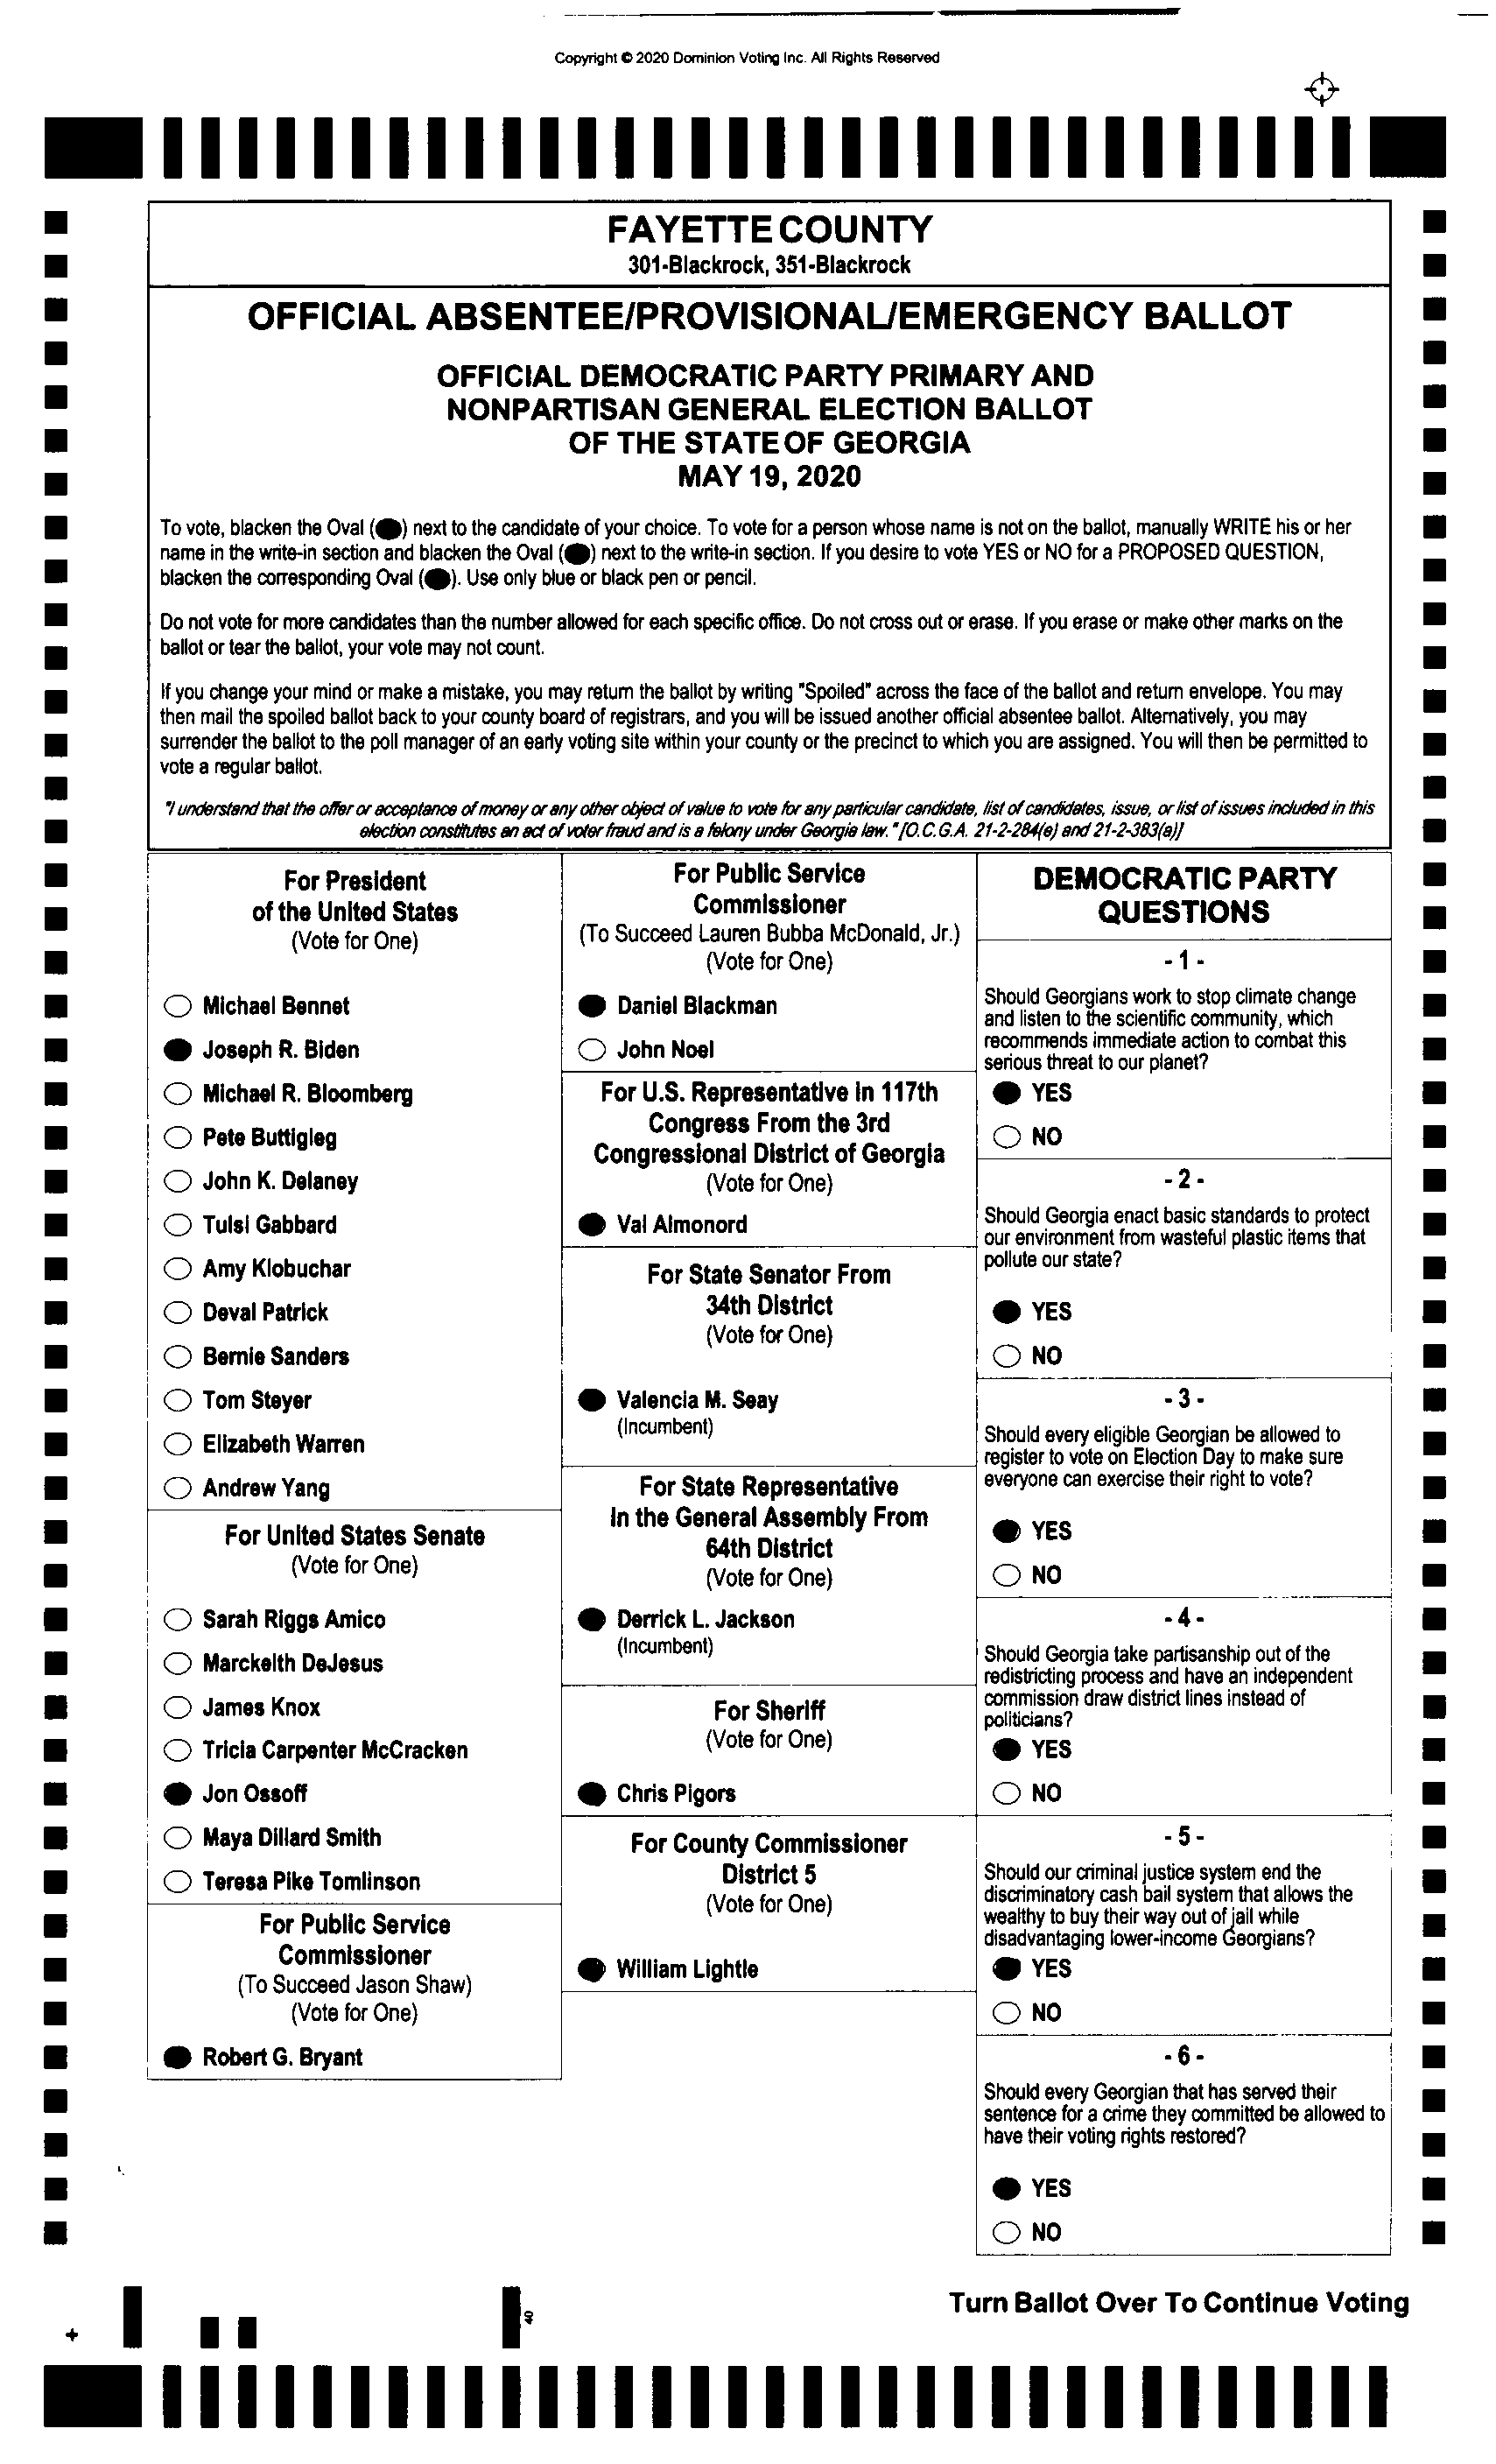 Copyright © 2020 Dominion Voting Inc. All Rights Reserved
FAYETTE COUNTY
301-Blackrock, 351-Blackrock
OFFICIAL ABSENTEE/PROVISIONAL/EMERGENCY BALLOT
OFFICIAL DEMOCRATIC PARTY PRIMARY AND
NONPARTISAN GENERAL ELECTION BALLOT
OF THE STATE OF GEORGIA
MAY 19, 2020
To vote, blacken the Oval (●) next to the candidate of your choice. To vote for a person whose name is not on the ballot, manually WRITE his or her
name in the write-in section and blacken the Oval (●) next to the write-in section. If you desire to vote YES or NO for a PROPOSED QUESTION,
blacken the corresponding Oval (●). Use only blue or black pen or pencil.
Do not vote for more candidates than the number allowed for each specific office. Do not cross out or erase. If you erase or make other marks on the
ballot or tear the ballot, your vote may not count.
If you change your mind or make a mistake, you may return the ballot by writing "Spoiled" across the face of the ballot and return envelope. You may
then mail the spoiled ballot back to your county board of registrars, and you will be issued another official absentee ballot. Alternatively, you may
surrender the ballot to the poll manager of an early voting site within your county or the precinct to which you are assigned. You will then be permitted to
vote a regular ballot.
"I understand that the offer or acceptance of money or any other object of value to vote for any particular candidate, list of candidates, issue, or list of issues included in this
election constitutes an act of voter fraud and is a felony under Georgia law." [O.C.G.A. 21-2-284(e) and 21-2-383(a)]
For President
of the United States
(Vote for One)
Michael Bennet
Joseph R. Biden
Michael R. Bloomberg
Pete Buttigieg
John K. Delaney
Tulsi Gabbard
Amy Klobuchar
Deval Patrick
Bernie Sanders
Tom Steyer
Elizabeth Warren
Andrew Yang
For United States Senate
(Vote for One)
Sarah Riggs Amico
Marckeith DeJesus
James Knox
Tricia Carpenter McCracken
Jon Ossoff
Maya Dillard Smith
Teresa Pike Tomlinson
For Public Service
Commissioner
(To Succeed Jason Shaw)
(Vote for One)
Robert G. Bryant
For Public Service
Commissioner
(To Succeed Lauren Bubba McDonald, Jr.)
(Vote for One)
Daniel Blackman
John Noel
For U.S. Representative in 117th
Congress From the 3rd
Congressional District of Georgia
(Vote for One)
Val Almonord
For State Senator From
34th District
(Vote for One)
Valencia M. Seay
(Incumbent)
For State Representative
In the General Assembly From
64th District
(Vote for One)
Derrick L. Jackson
(Incumbent)
For Sheriff
(Vote for One)
Chris Pigors
For County Commissioner
District 5
(Vote for One)
William Lightle
DEMOCRATIC PARTY
QUESTIONS
- 1 -
Should Georgians work to stop climate change
and listen to the scientific community, which
recommends immediate action to combat this
serious threat to our planet?
YES
NO
- 2 -
Should Georgia enact basic standards to protect
our environment from wasteful plastic items that
pollute our state?
YES
NO
- 3 -
Should every eligible Georgian be allowed to
register to vote on Election Day to make sure
everyone can exercise their right to vote?
YES
NO
- 4 -
Should Georgia take partisanship out of the
redistricting process and have an independent
commission draw district lines instead of
politicians?
YES
NO
- 5 -
Should our criminal justice system end the
discriminatory cash bail system that allows the
wealthy to buy their way out of jail while
disadvantaging lower-income Georgians?
YES
NO
- 6 -
Should every Georgian that has served their
sentence for a crime they committed be allowed to
have their voting rights restored?
YES
NO
Turn Ballot Over To Continue Voting